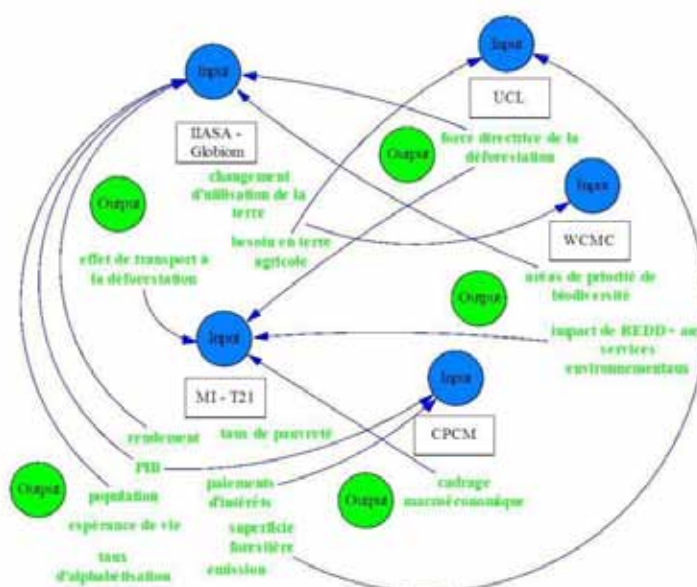 Input
Input
UCL
IIASA -
Globiom
Output
force directrice de la
déforestation
changement
d'utilisation de la
terre
Input
Output
WCMC
besoin en terre
agricole
effet de transport à
la déforestation
aréas de priorité de
biodiversité
Output
impact de REDD+ au
services
environnementaux
Input
MI - T21
Input
CPCM
rendement
taux de pauvreté
PIB
Output
population
paiements
d'intérêts
Output
cadrage
macroéconomique
espérance de vie
superficie
forestière
taux
d'alphabétisation
émission